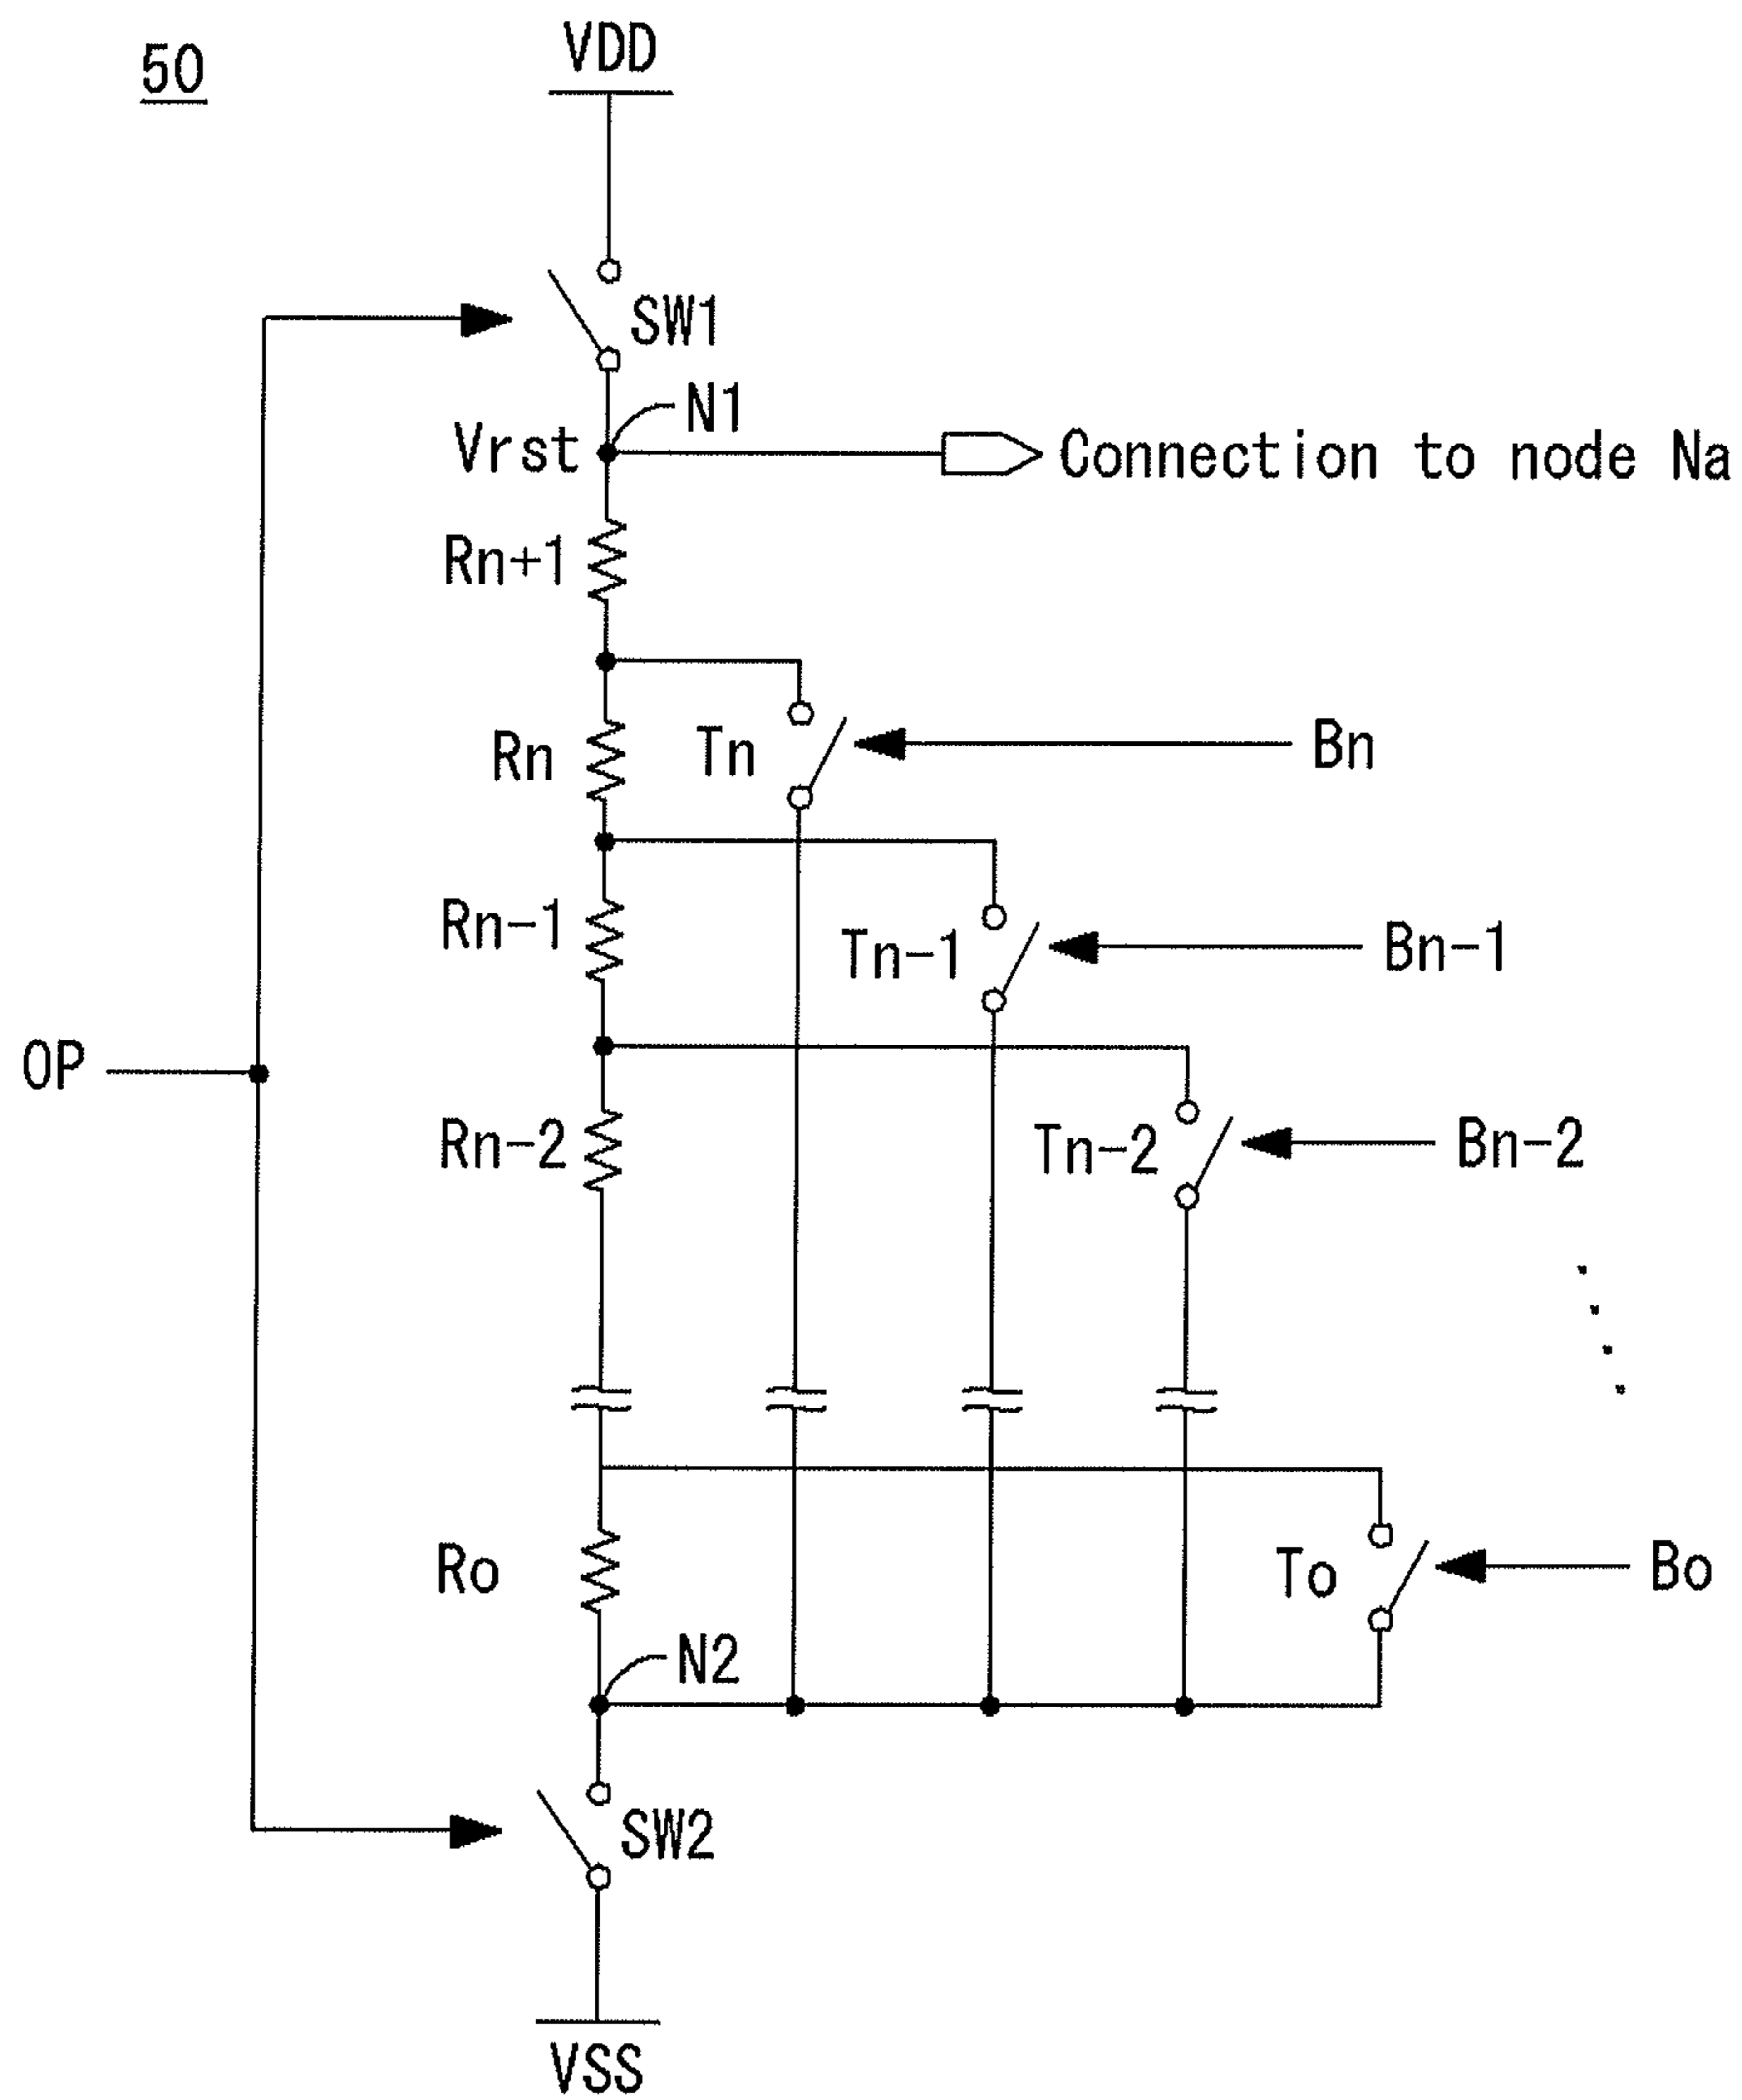 50
VDD
SW1
N1
Vrst
Connection to node Na
Rn+1
Rn
Tn
Bn
Rn-1
Tn-1
Bn-1
OP
Rn-2
Tn-2
Bn-2
Ro
To
Bo
N2
SW2
VSS